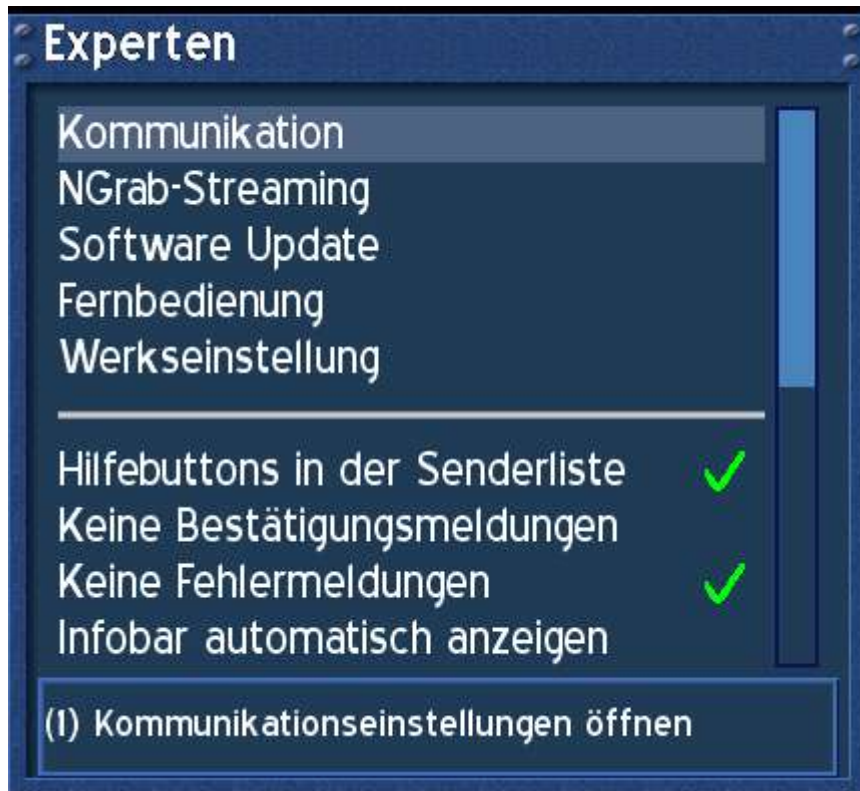 Experten
Kommunikation
NGrab-Streaming
Software Update
Fernbedienung
Werkseinstellung
Hilfebuttons in der Senderliste
Keine Bestätigungsmeldungen
Keine Fehlermeldungen
Infobar automatisch anzeigen
(1) Kommunikationseinstellungen öffnen